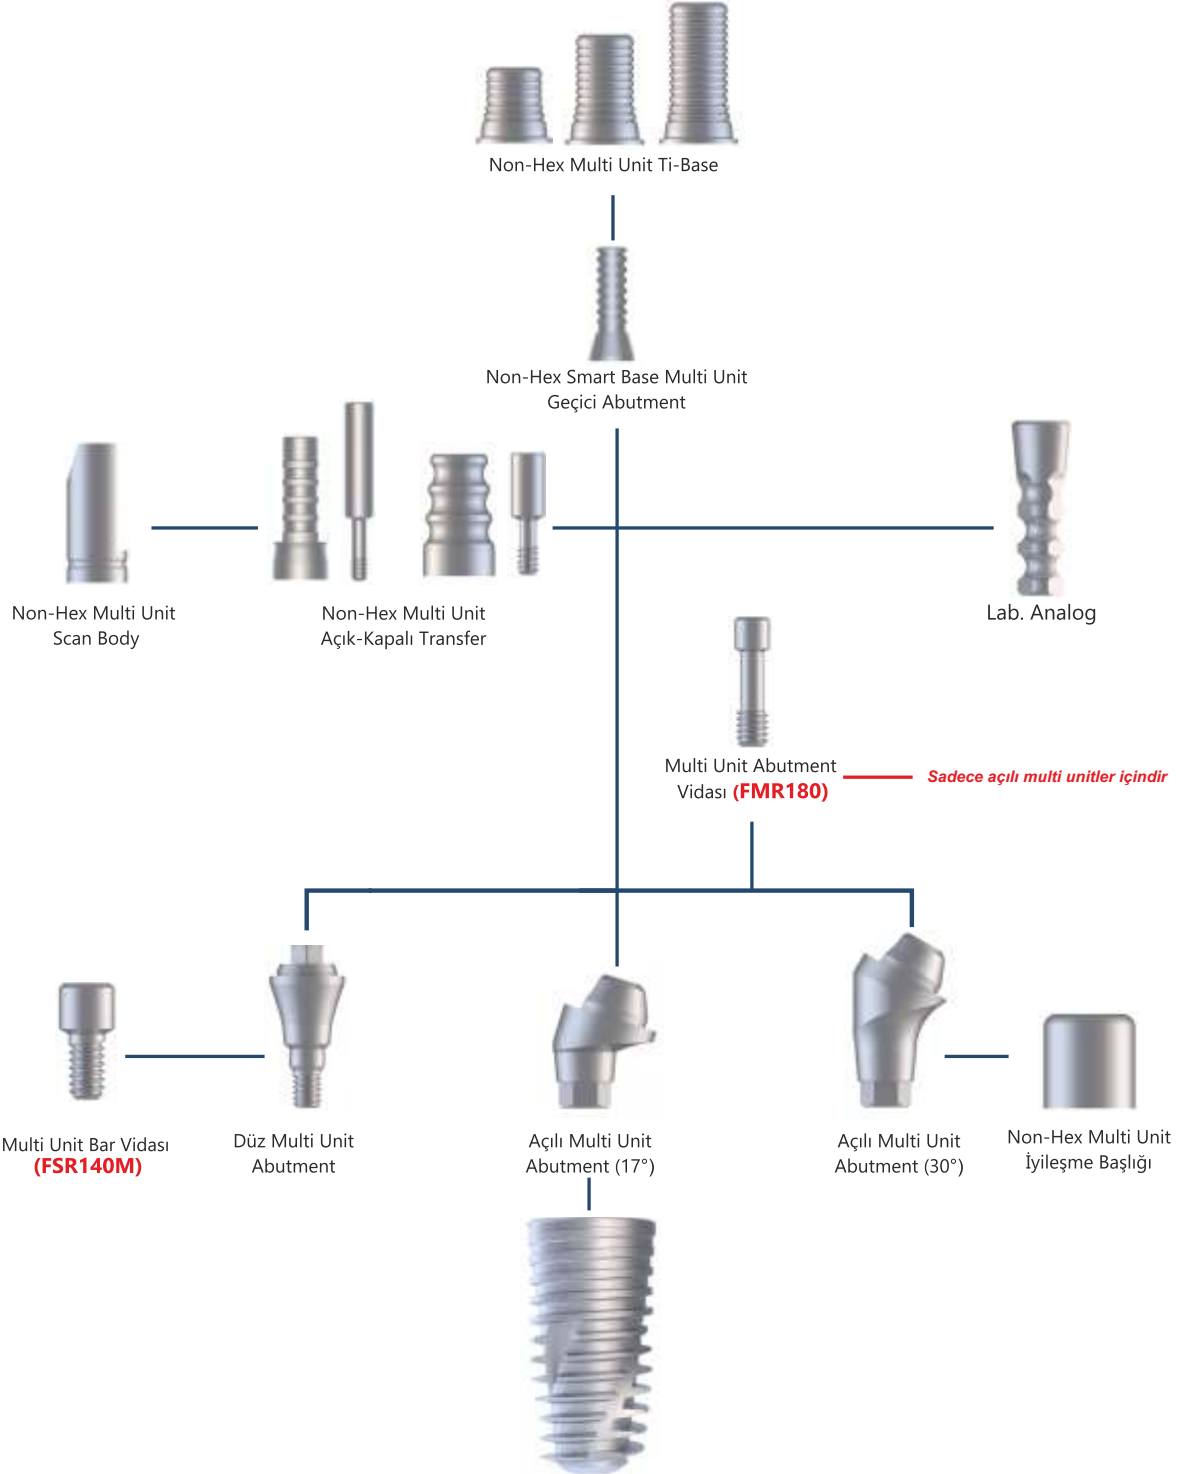 Non-Hex Multi Unit Ti-Base
Non-Hex Smart Base Multi Unit
Geçici Abutment
Non-Hex Multi Unit
Scan Body
Non-Hex Multi Unit
Açık-Kapalı Transfer
Lab. Analog
Multi Unit Abutment
Vidası (FMR180)
Sadece açılı multi unitler içindir
Multi Unit Bar Vidası
(FSR140M)
Düz Multi Unit
Abutment
Açılı Multi Unit
Abutment (17°)
Açılı Multi Unit
Abutment (30°)
Non-Hex Multi Unit
İyileşme Başlığı